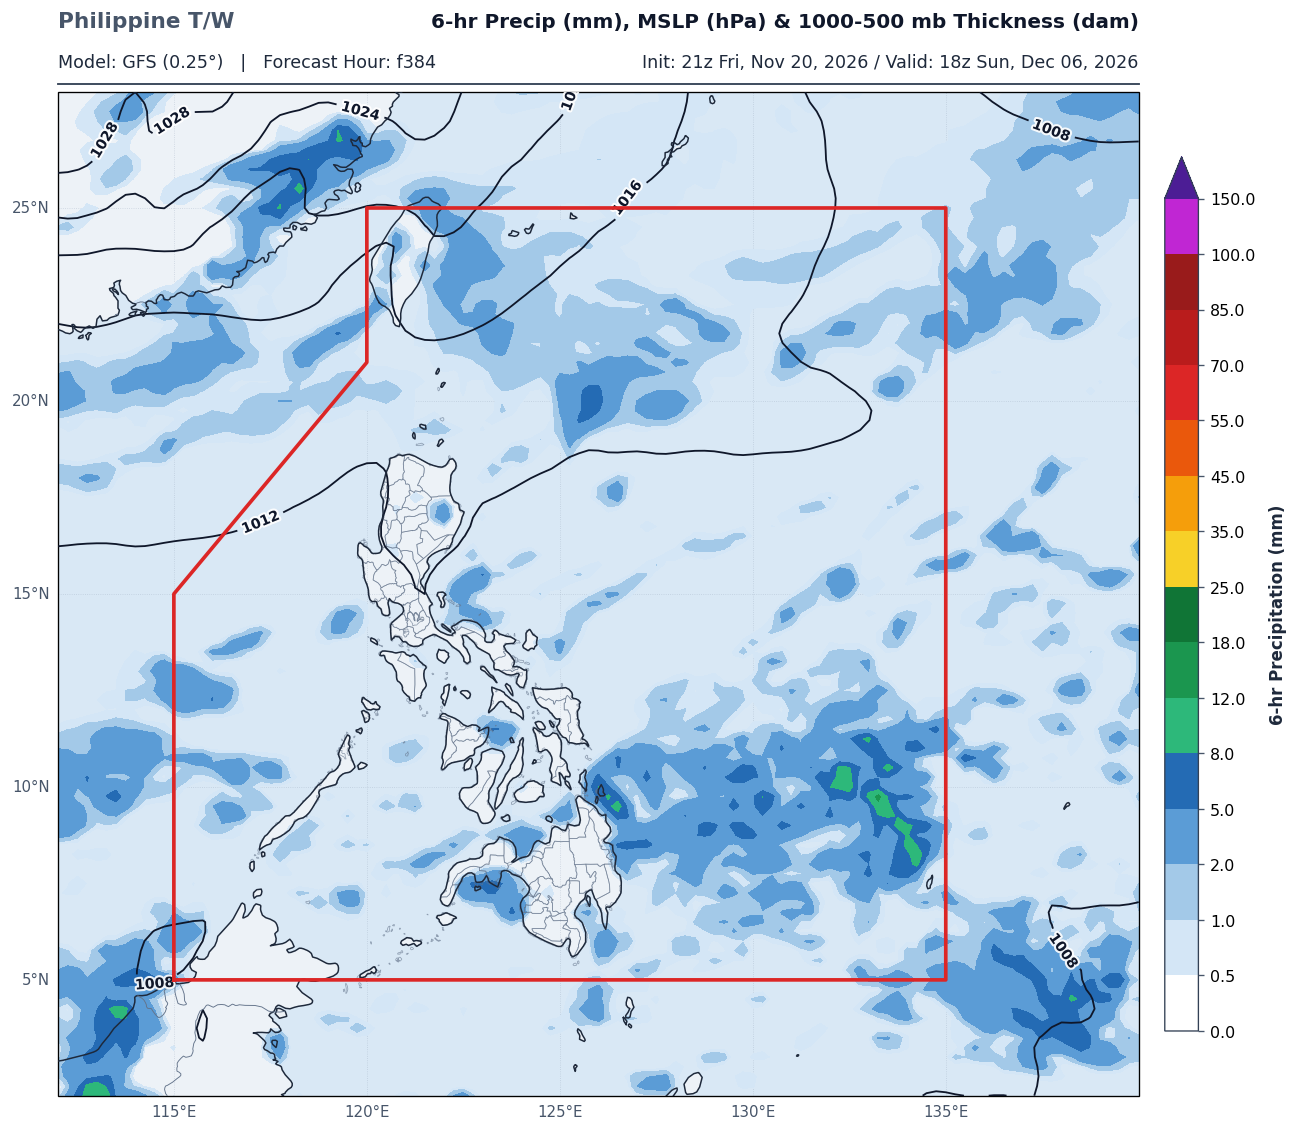 Philippine T/W
6-hr Precip (mm), MSLP (hPa) & 1000-500 mb Thickness (dam)
Model: GFS (0.25°) | Forecast Hour: f384
Init: 21z Fri, Nov 20, 2026 / Valid: 18z Sun, Dec 06, 2026
1028
1028
1024
10
1016
1008
1012
1008
1008
25°N
20°N
15°N
10°N
5°N
115°E
120°E
125°E
130°E
135°E
150.0
100.0
85.0
70.0
55.0
45.0
35.0
25.0
18.0
12.0
8.0
5.0
2.0
1.0
0.5
0.0
6-hr Precipitation (mm)